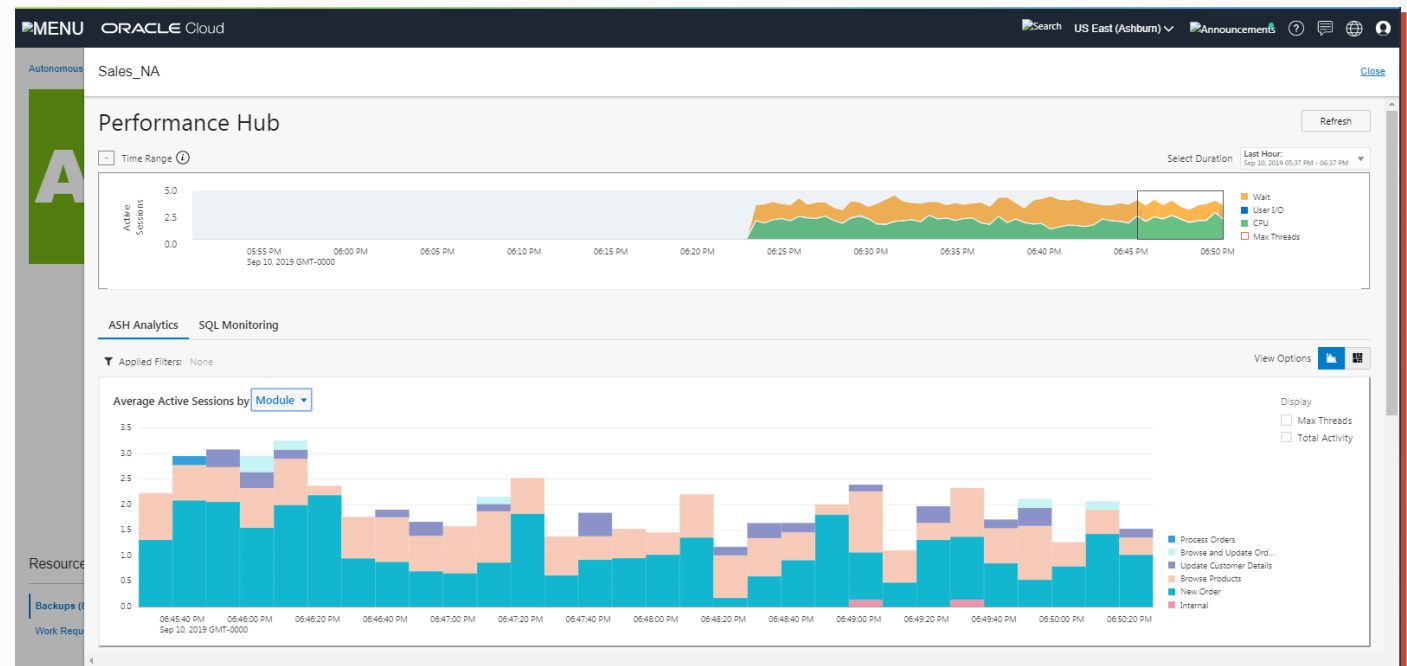 MENU ORACLE Cloud Search US East (Ashburn) Announcements
Autonomous
Sales_NA Close
A
Performance Hub Refresh
- Time Range i Select Duration Last Hour:
Sep 10, 2019 05:37 PM - 06:37 PM
Active
Sessions
5.0
2.5
0.0
05:55 PM 06:00 PM 06:05 PM 06:10 PM 06:15 PM 06:20 PM 06:25 PM 06:30 PM 06:35 PM 06:40 PM 06:45 PM 06:50 PM
Sep 10, 2019 GMT-0000
Wait
User I/O
CPU
Max Threads
ASH Analytics SQL Monitoring
Applied Filters: None View Options
Average Active Sessions by Module
Display
Max Threads
Total Activity
3.5
3.0
2.5
2.0
1.5
1.0
0.5
0.0
06:45:40 PM 06:46:00 PM 06:46:20 PM 06:46:40 PM 06:47:00 PM 06:47:20 PM 06:47:40 PM 06:48:00 PM 06:48:20 PM 06:48:40 PM 06:49:00 PM 06:49:20 PM 06:49:40 PM 06:50:00 PM 06:50:20 PM
Sep 10, 2019 GMT-0000
Process Orders
Browse and Update Ord...
Update Customer Details
Browse Products
New Order
Internal
Resource
Backups (
Work Requ